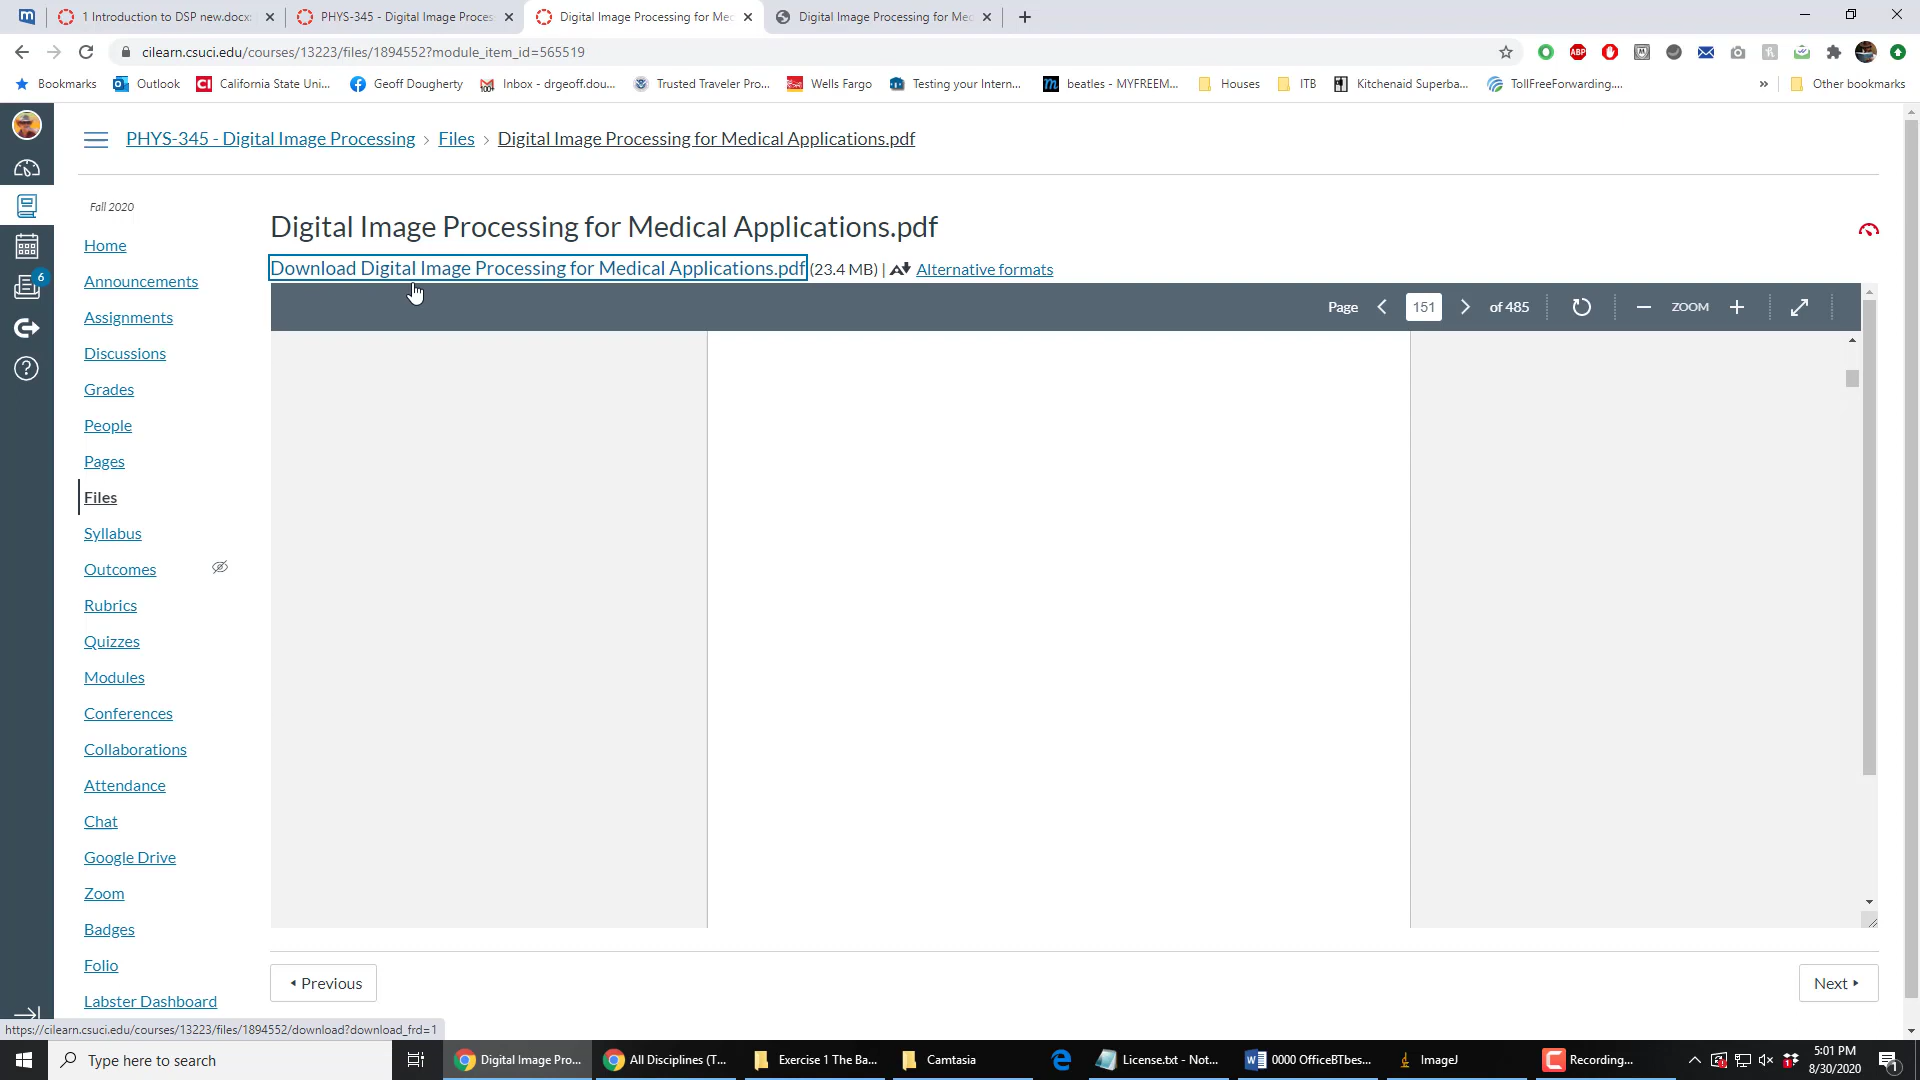 1 Introduction to DSP new.docx:
PHYS-345 - Digital Image Proces
Digital Image Processing for Med
Digital Image Processing for Med
cilearn.csuci.edu/courses/13223/files/1894552?module_item_id=565519
Bookmarks
Outlook
California State Uni...
Geoff Dougherty
Inbox - drgeoff.dou...
Trusted Traveler Pro...
Wells Fargo
Testing your Intern...
beatles - MYFREEM...
Houses
ITB
Kitchenaid Superba...
TollFreeForwarding....
»
Other bookmarks
PHYS-345 - Digital Image Processing › Files › Digital Image Processing for Medical Applications.pdf
Fall 2020
Home
Announcements
Assignments
Discussions
Grades
People
Pages
Files
Syllabus
Outcomes
Rubrics
Quizzes
Modules
Conferences
Collaborations
Attendance
Chat
Google Drive
Zoom
Badges
Folio
Labster Dashboard
6
Digital Image Processing for Medical Applications.pdf
Download Digital Image Processing for Medical Applications.pdf (23.4 MB) | Alternative formats
Page 151 of 485 ZOOM
Previous
Next
https://cilearn.csuci.edu/courses/13223/files/1894552/download?download_frd=1
Type here to search
Digital Image Pro...
All Disciplines (T...
Exercise 1 The Ba...
Camtasia
License.txt - Not...
0000 OfficeBTbes...
ImageJ
Recording...
5:01 PM
8/30/2020
1